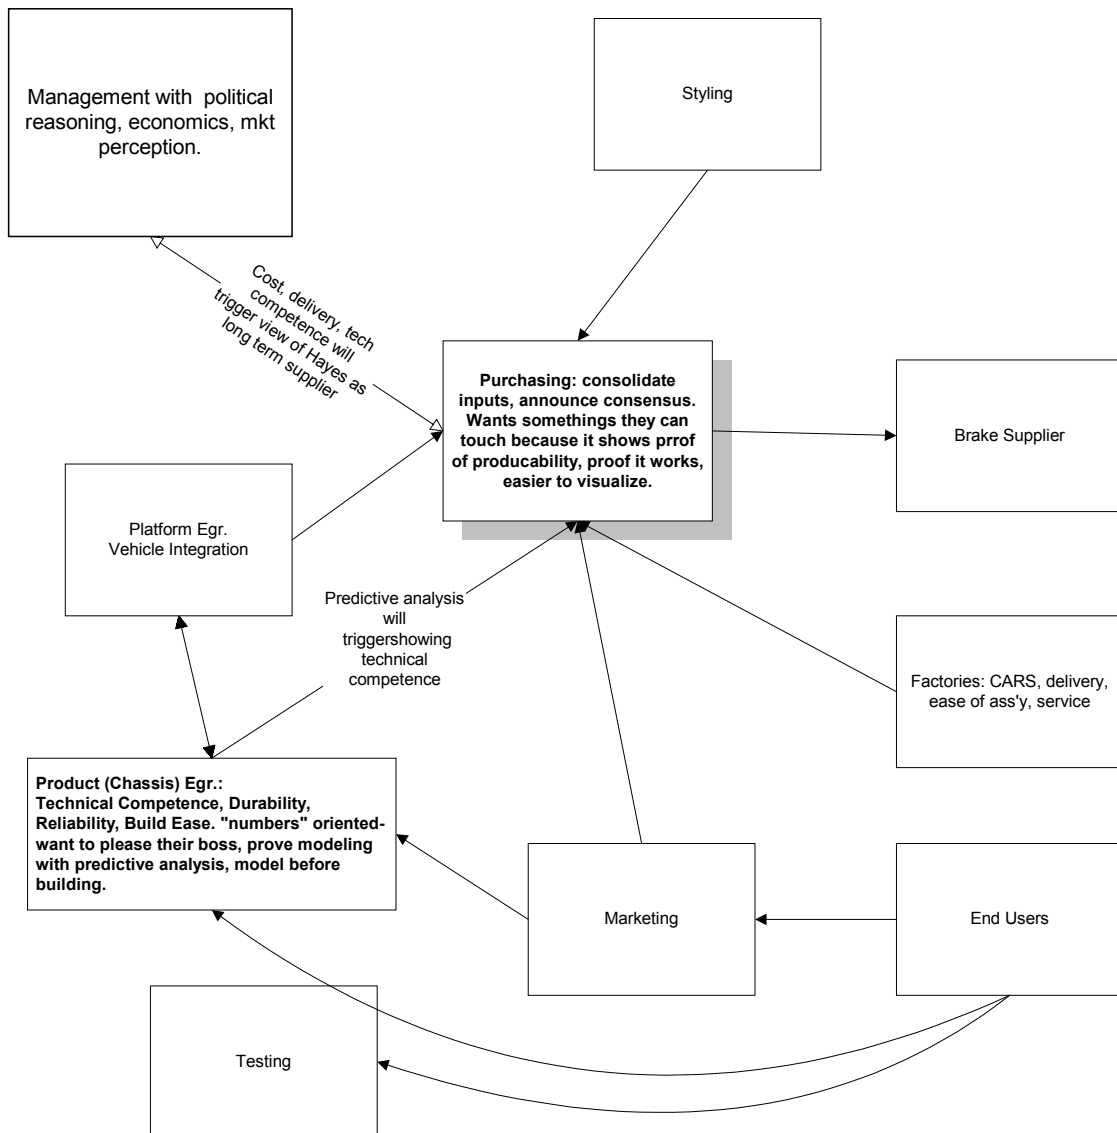 Management with political
reasoning, economics, mkt
perception.
Styling
Cost, delivery, tech
competence will
trigger view of Hayes as
long term supplier
Purchasing: consolidate
inputs, announce consensus.
Wants somethings they can
touch because it shows prrof
of producability, proof it works,
easier to visualize.
Brake Supplier
Platform Egr.
Vehicle Integration
Predictive analysis
will
triggershowing
technical
competence
Factories: CARS, delivery,
ease of ass'y, service
Product (Chassis) Egr.:
Technical Competence, Durability,
Reliability, Build Ease. "numbers" oriented-
want to please their boss, prove modeling
with predictive analysis, model before
building.
Marketing
End Users
Testing